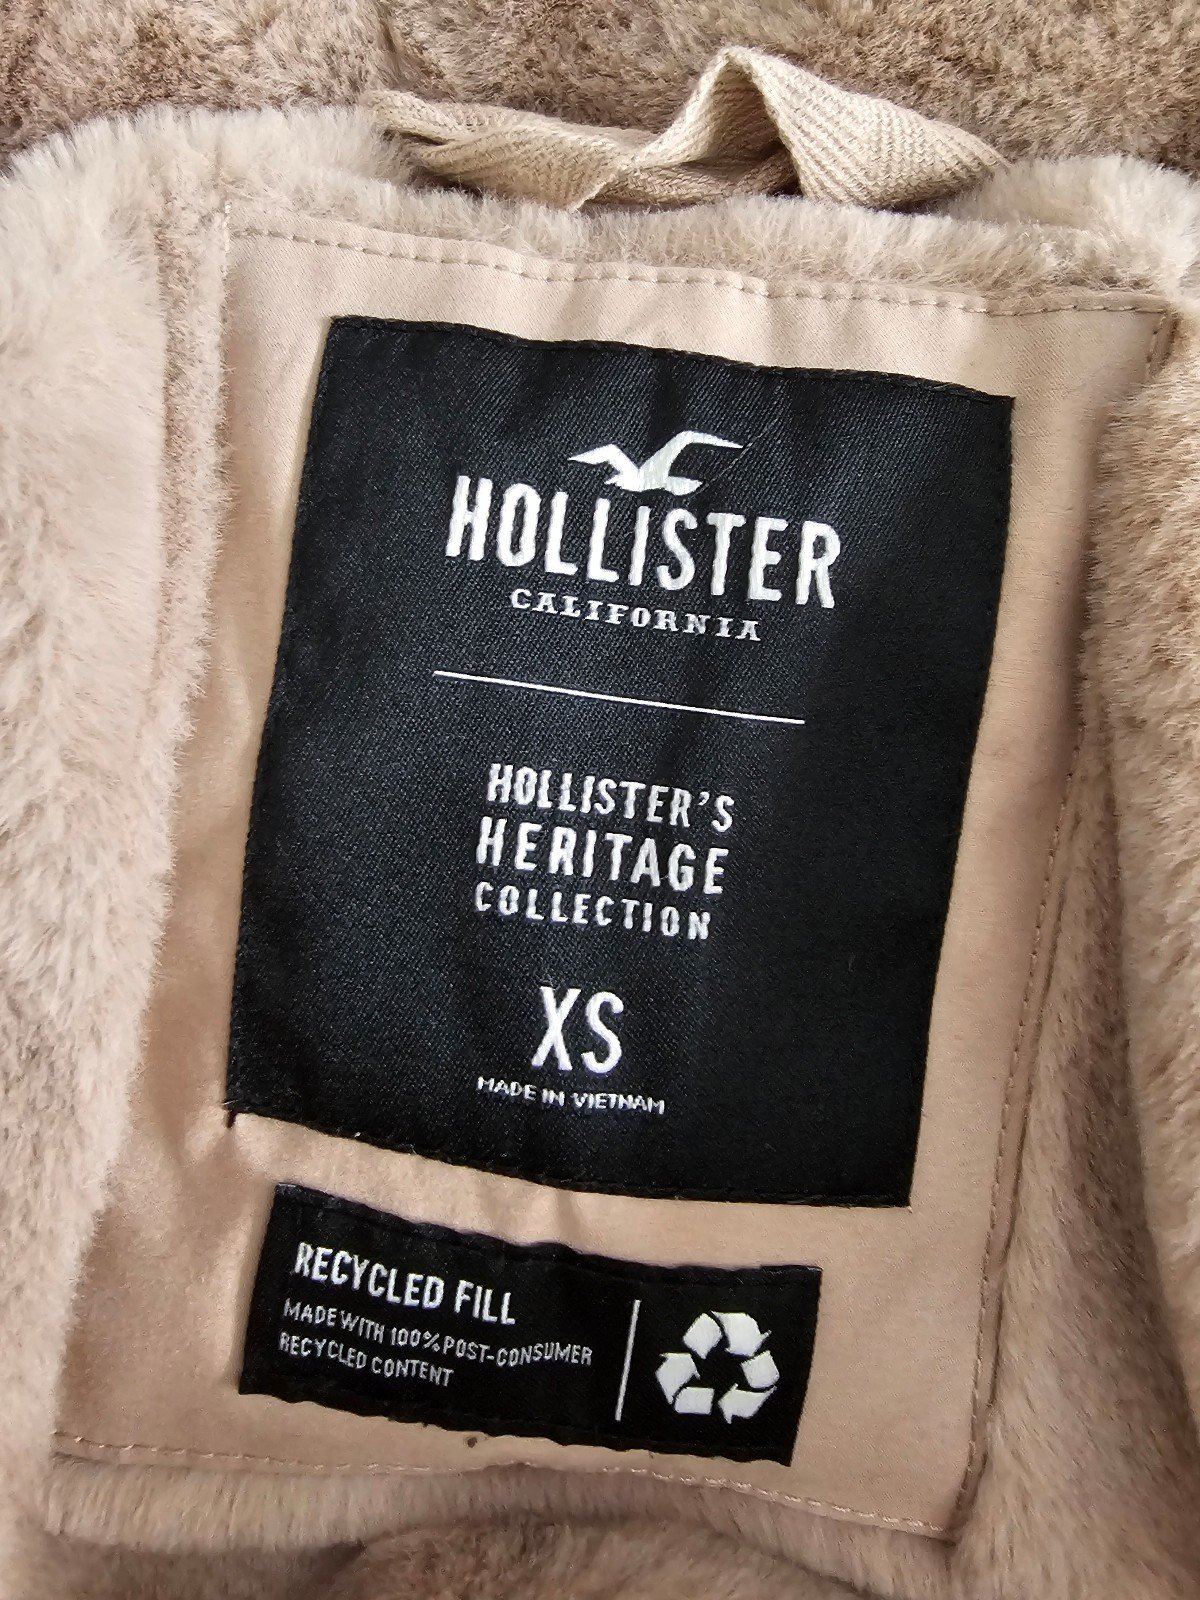 HOLLISTER
CALIFORNIA
HOLLISTER'S
HERITAGE
COLLECTION
XS
MADE IN VIETNAM
RECYCLED FILL
MADE WITH 100% POST-CONSUMER
RECYCLED CONTENT